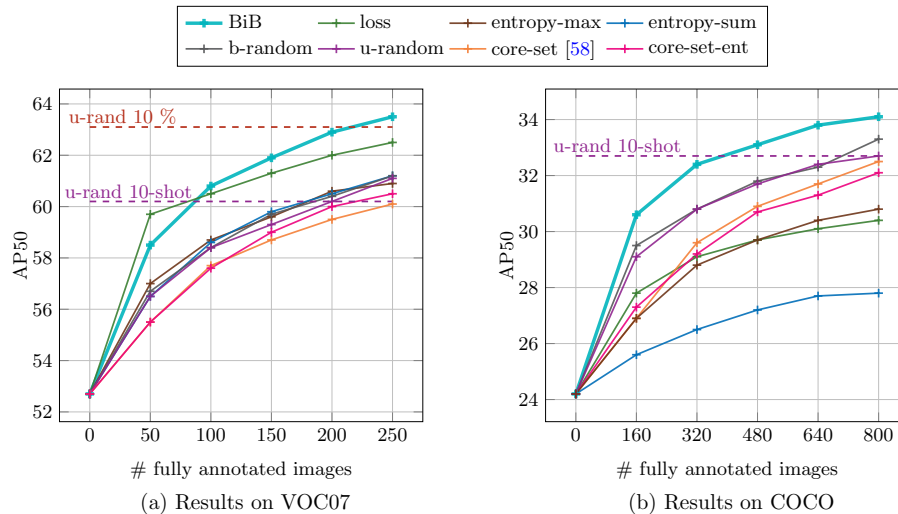 BiB loss entropy-max entropy-sum
b-random u-random core-set [58] core-set-ent
AP50
64
62
60
58
56
54
52
u-rand 10 %
u-rand 10-shot
0 50 100 150 200 250
# fully annotated images
(a) Results on VOC07
AP50
34
32
30
28
26
24
u-rand 10-shot
0 160 320 480 640 800
# fully annotated images
(b) Results on COCO